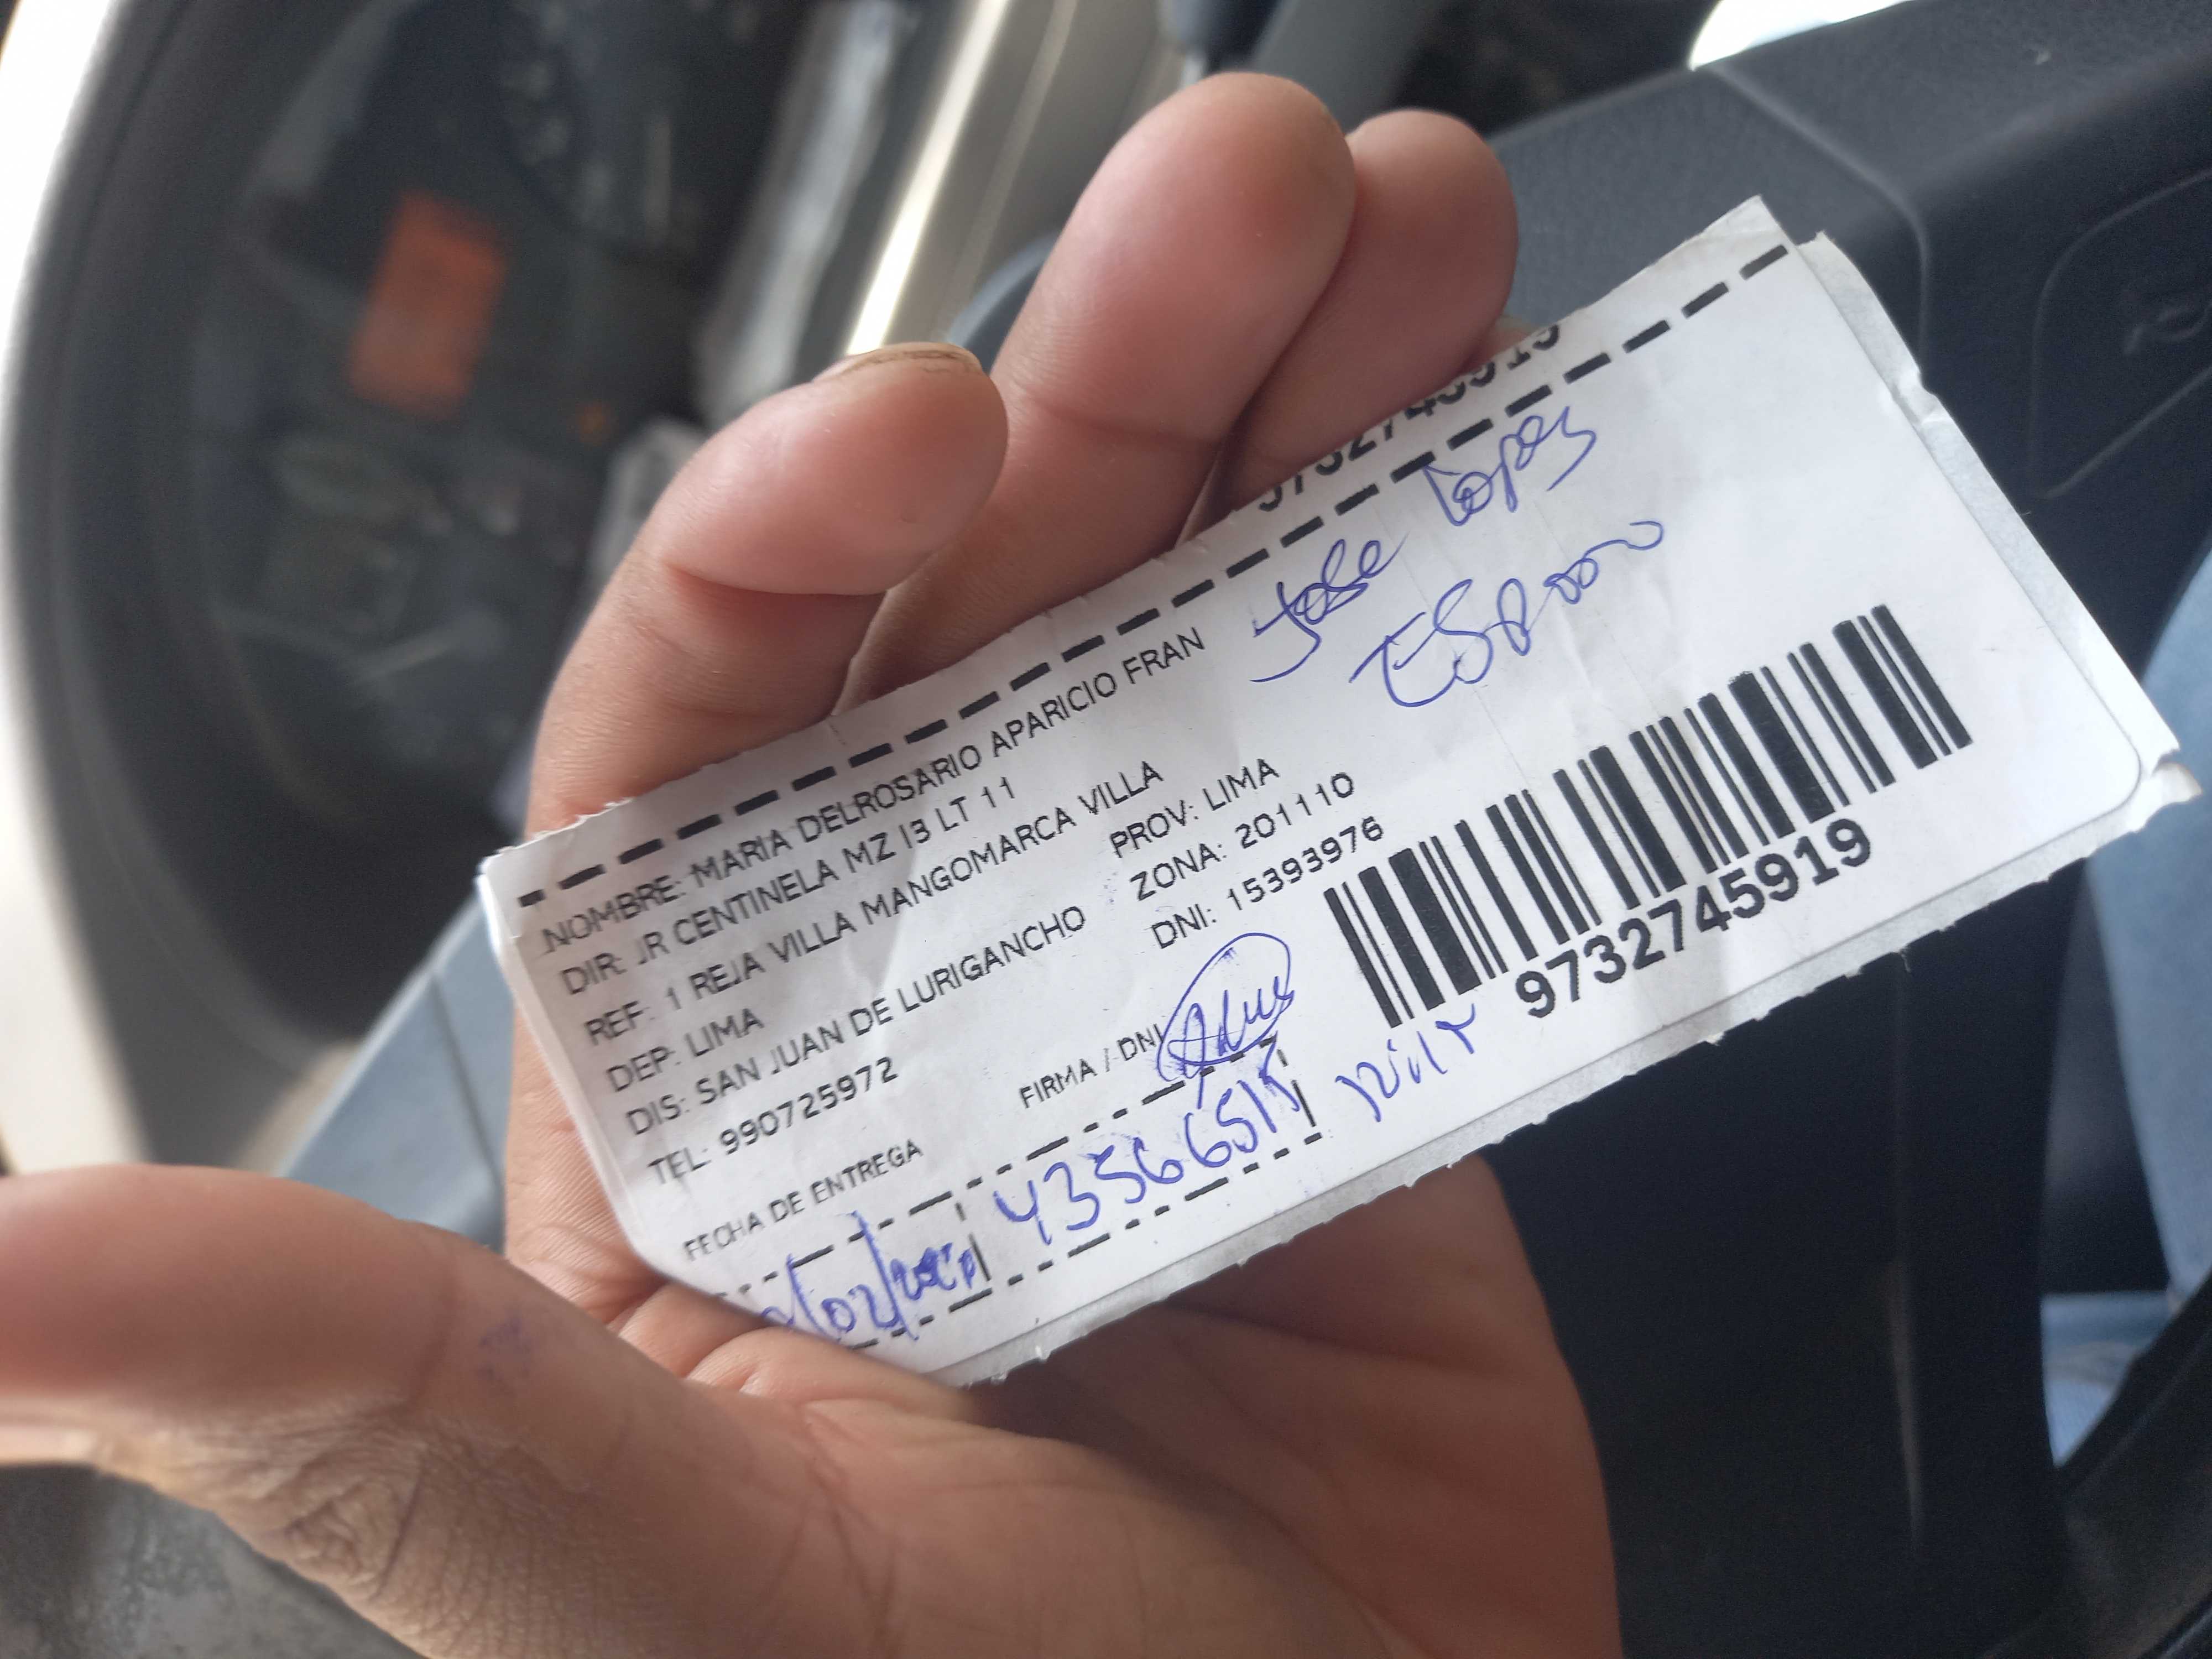 NOMBRE: MARIA DELROSARIO APARICIO FRAN
DIR: JR CENTINELA MZ I3 LT 11
REF: 1 REJA VILLA MANGOMARCA VILLA
DEP: LIMA PROV: LIMA
DIS: SAN JUAN DE LURIGANCHO ZONA: 201110
TEL: 990725972 DNI: 15393976
Jose Lopez
Esposo
FECHA DE ENTREGA FIRMA / DNI
9732745919